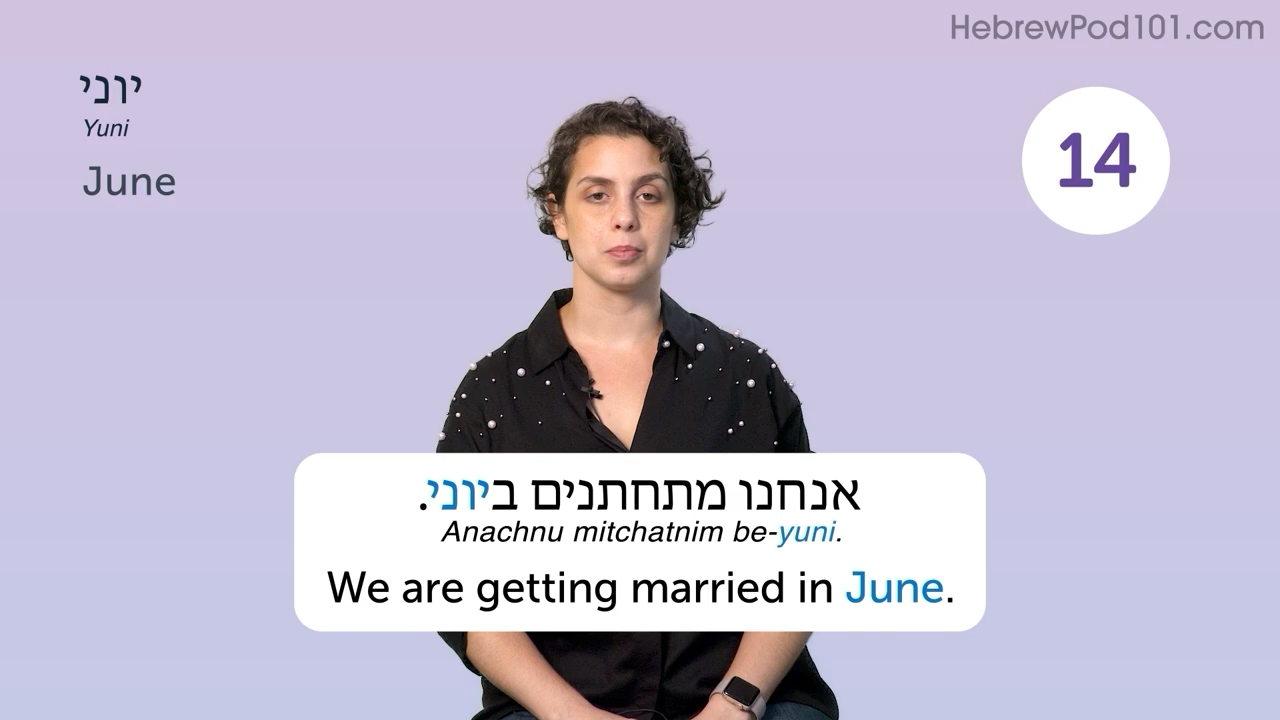 HebrewPod101.com
יוני
Yuni
June
14
אנחנו מתחתנים ביוני.
Anachnu mitchatnim be-yuni.
We are getting married in June.